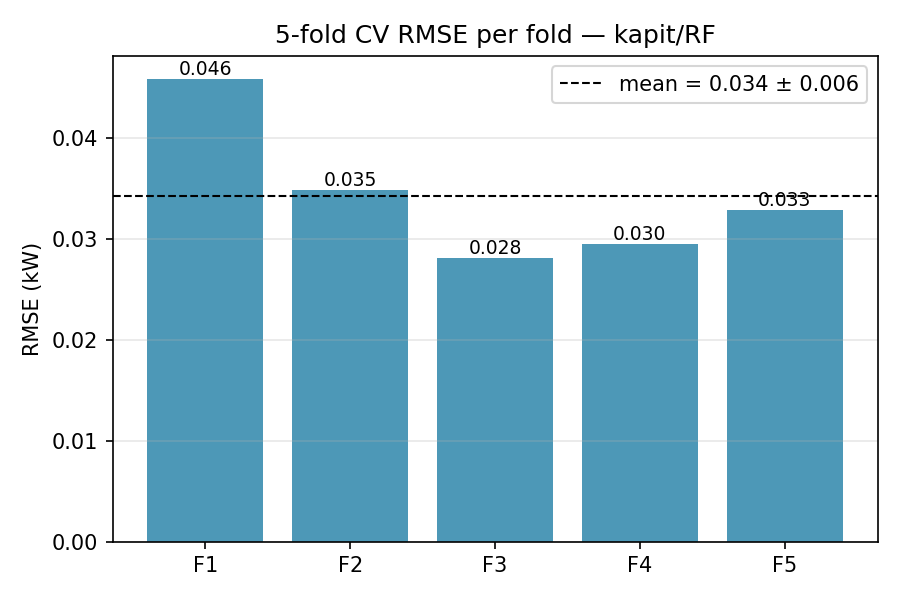 5-fold CV RMSE per fold — kapit/RF
mean = 0.034 ± 0.006
RMSE (kW)
0.04
0.03
0.02
0.01
0.00
0.046
0.035
0.028
0.030
0.033
F1 F2 F3 F4 F5